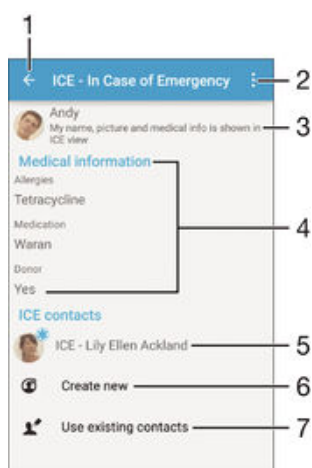 1
← ICE - In Case of Emergency
2
Andy
My name, picture and medical info is shown in
ICE view
3
Medical information
Allergies
Tetracycline
4
Medication
Waran
Donor
Yes
ICE contacts
ICE - Lily Ellen Ackland
5
Create new
6
Use existing contacts
7